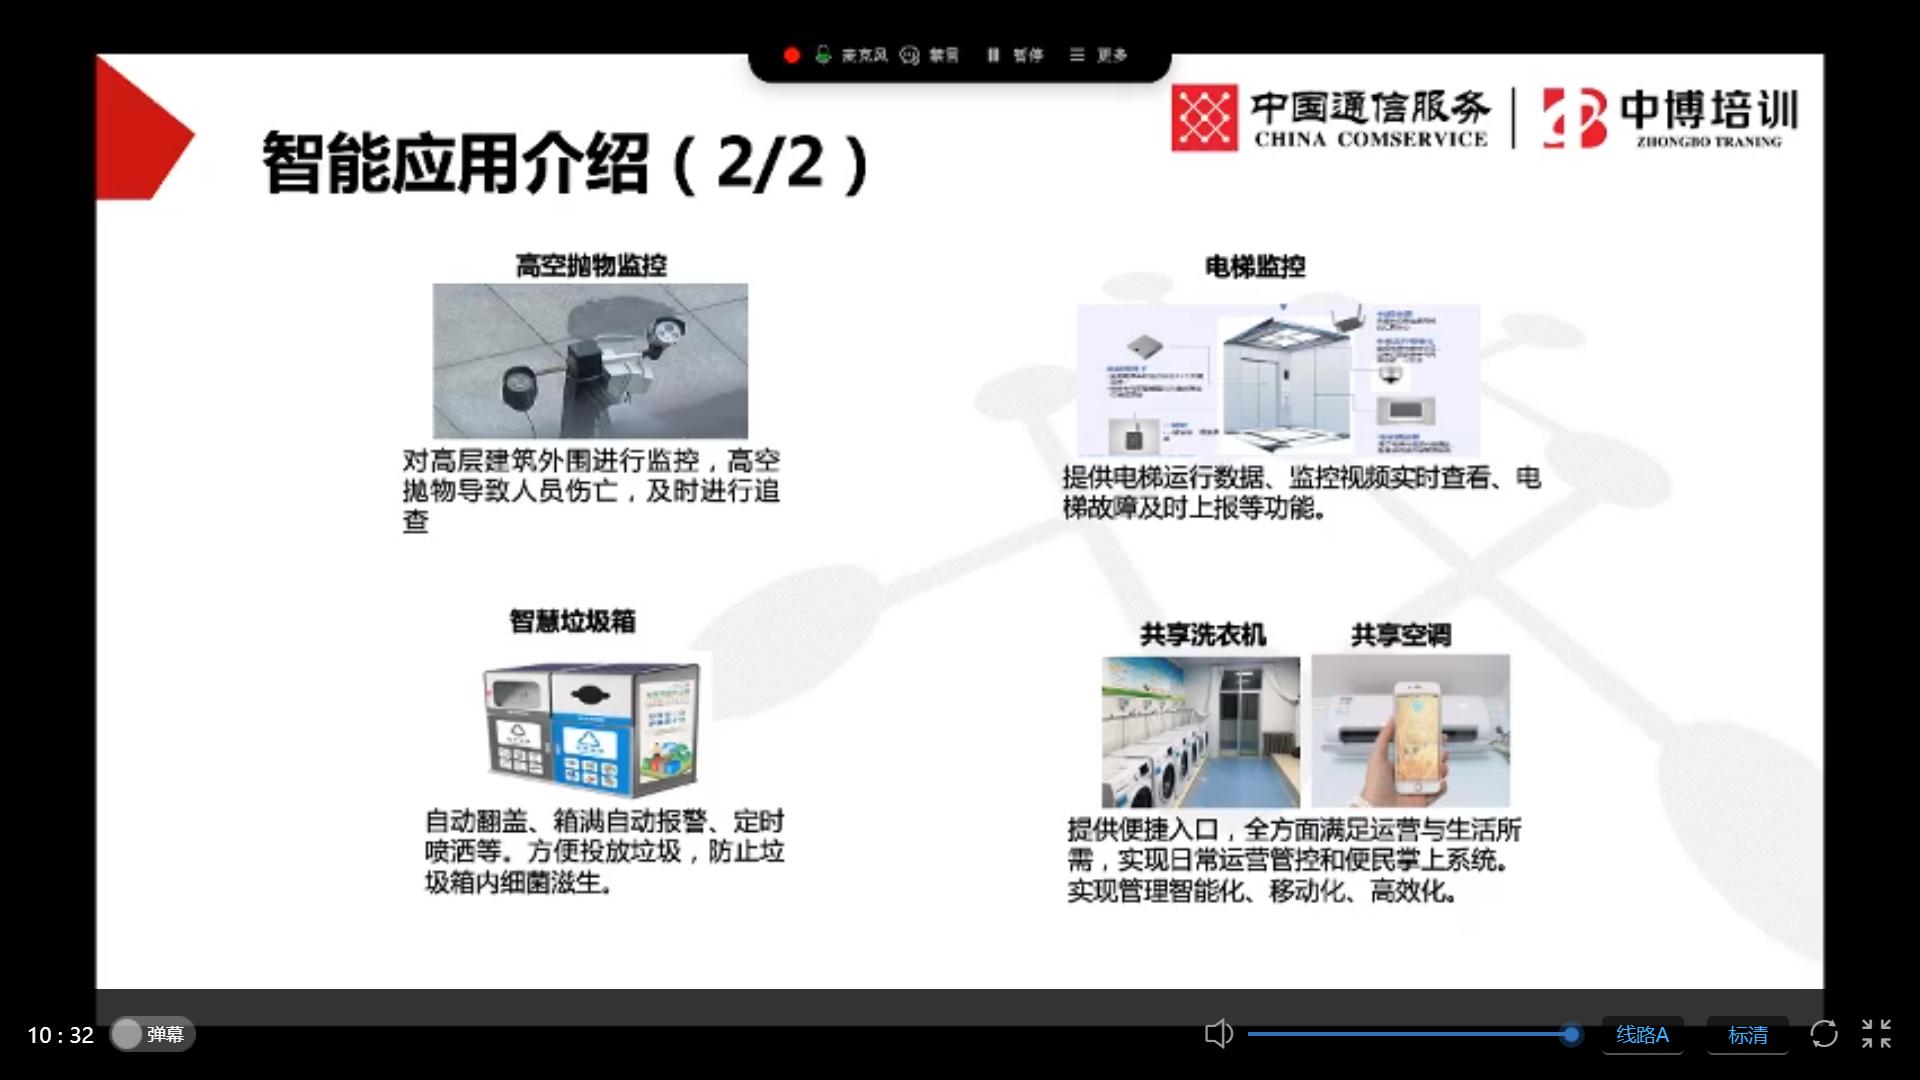 麦克风 禁言 暂停 更多
中国通信服务
CHINA COMSERVICE
中博培训
ZHONGBO TRANING
智能应用介绍（2/2）
高空抛物监控
对高层建筑外围进行监控，高空
抛物导致人员伤亡，及时进行追
查
电梯监控
提供电梯运行数据、监控视频实时查看、电
梯故障及时上报等功能。
智慧垃圾箱
自动翻盖、箱满自动报警、定时
喷洒等。方便投放垃圾，防止垃
圾箱内细菌滋生。
共享洗衣机
共享空调
提供便捷入口，全方面满足运营与生活所
需，实现日常运营管控和便民掌上系统。
实现管理智能化、移动化、高效化。
10:32
弹幕
线路A
标清